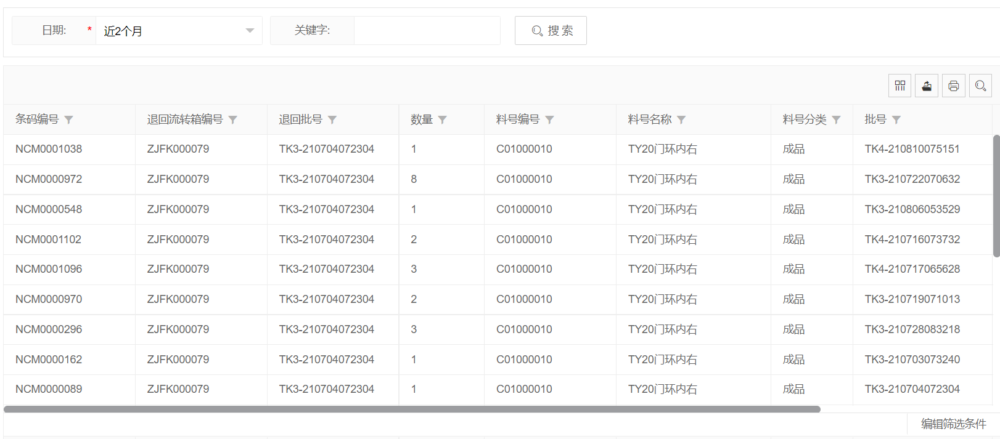 日期: * 近2个月 关键字: 搜 索
条码编号 退回流转箱编号 退回批号 数量 料号编号 料号名称 料号分类 批号
NCM0001038 ZJFK000079 TK3-210704072304 1 C01000010 TY20门环内右 成品 TK4-210810075151
NCM0000972 ZJFK000079 TK3-210704072304 8 C01000010 TY20门环内右 成品 TK3-210722070632
NCM0000548 ZJFK000079 TK3-210704072304 1 C01000010 TY20门环内右 成品 TK3-210806053529
NCM0001102 ZJFK000079 TK3-210704072304 2 C01000010 TY20门环内右 成品 TK4-210716073732
NCM0001096 ZJFK000079 TK3-210704072304 3 C01000010 TY20门环内右 成品 TK4-210717065628
NCM0000970 ZJFK000079 TK3-210704072304 2 C01000010 TY20门环内右 成品 TK3-210719071013
NCM0000296 ZJFK000079 TK3-210704072304 3 C01000010 TY20门环内右 成品 TK3-210728083218
NCM0000162 ZJFK000079 TK3-210704072304 1 C01000010 TY20门环内右 成品 TK3-210703073240
NCM0000089 ZJFK000079 TK3-210704072304 1 C01000010 TY20门环内右 成品 TK3-210704072304
编辑筛选条件